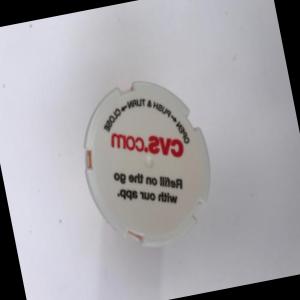 OPEN ← PUSH & TURN → CLOSE
CVS.com
Refill on the go
with our app.